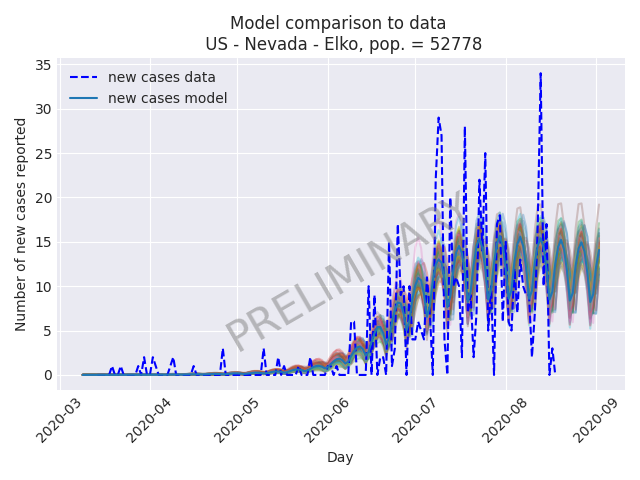 Model comparison to data
US - Nevada - Elko, pop. = 52778
new cases data
new cases model
PRELIMINARY
Number of new cases reported
35
30
25
20
15
10
5
0
2020-03
2020-04
2020-05
2020-06
2020-07
2020-08
2020-09
Day